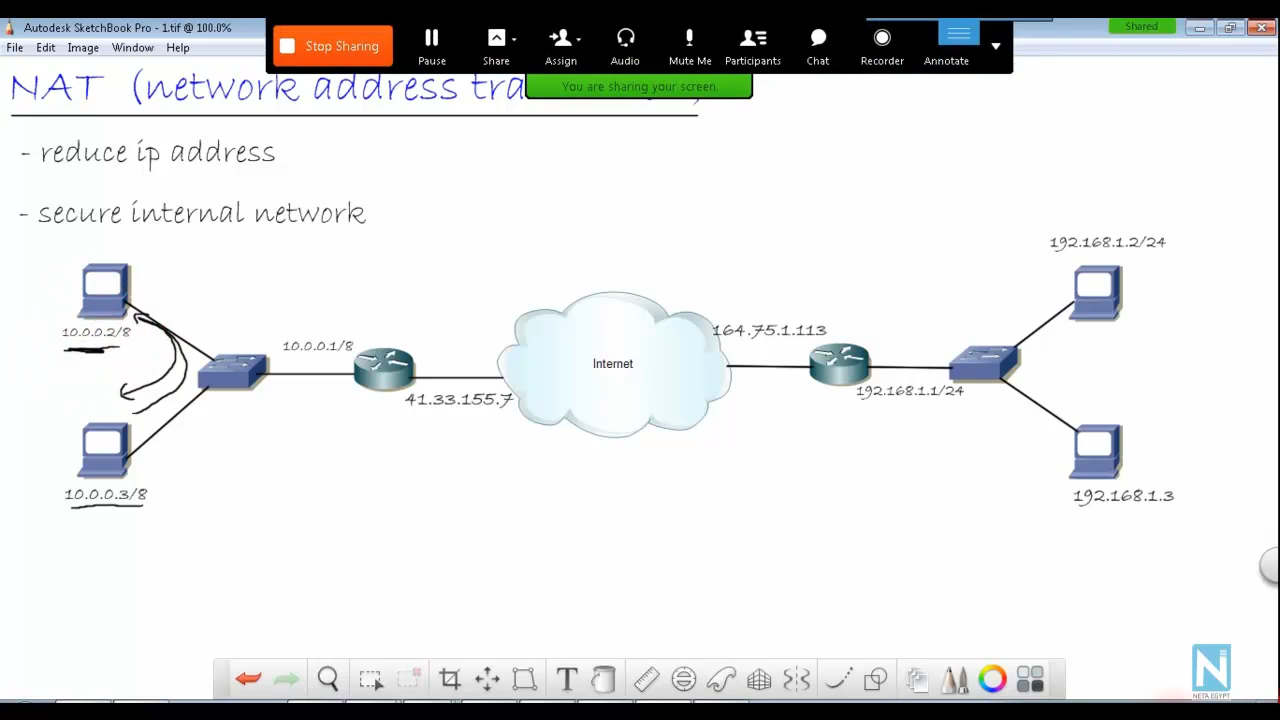 Autodesk SketchBook Pro - 1.tif @ 100.0%
Shared
File Edit Image Window Help
Stop Sharing
Pause Share Assign Audio Mute Me Participants Chat Recorder Annotate
You are sharing your screen.
NAT (network address tra
- reduce ip address
- secure internal network
192.168.1.2/24
10.0.0.2/8
164.75.1.113
10.0.0.1/8
Internet
192.168.1.1/24
41.33.155.7
10.0.0.3/8
192.168.1.3
NETA EGYPT